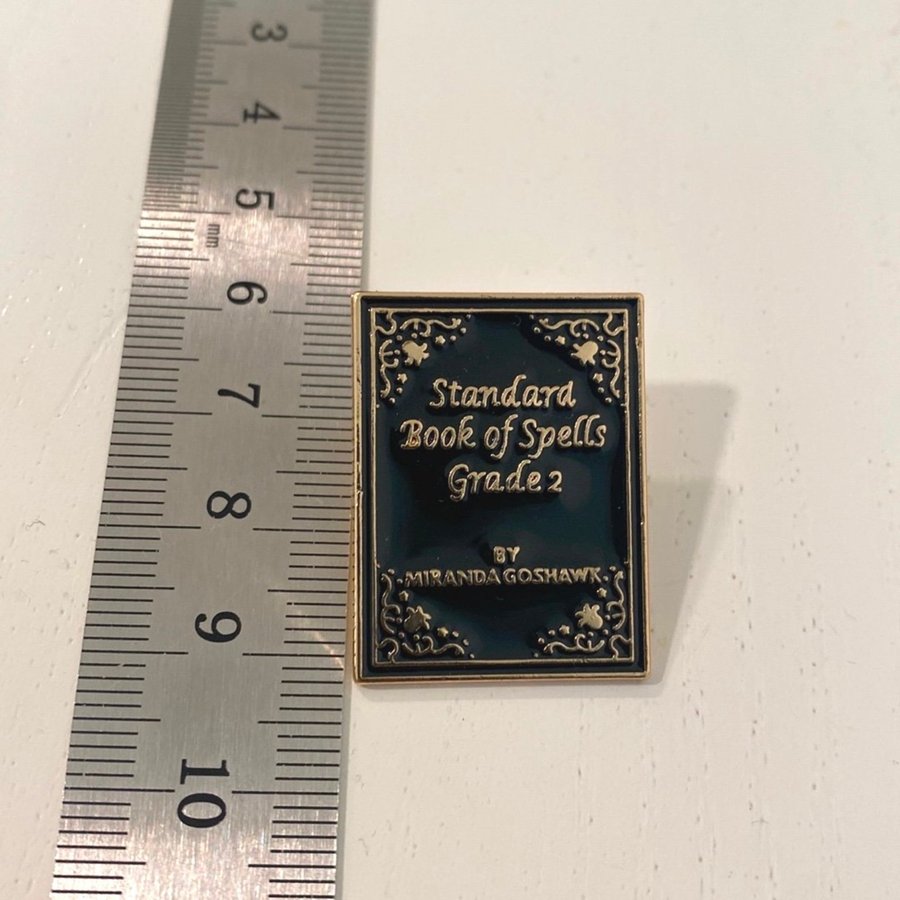 3
4
5
mm
6
7
8
9
10
Standard
Book of Spells
Grade 2
BY
MIRANDA GOSHAWK